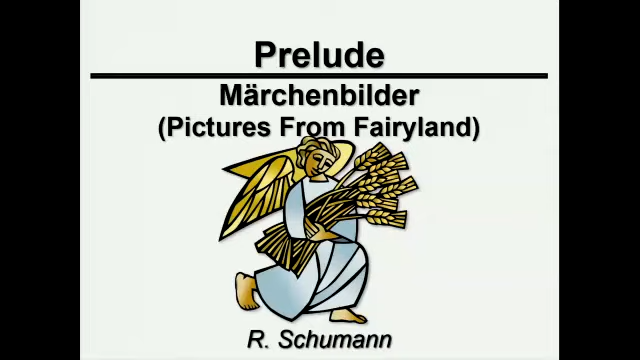 Prelude
Märchenbilder
(Pictures From Fairyland)
R. Schumann